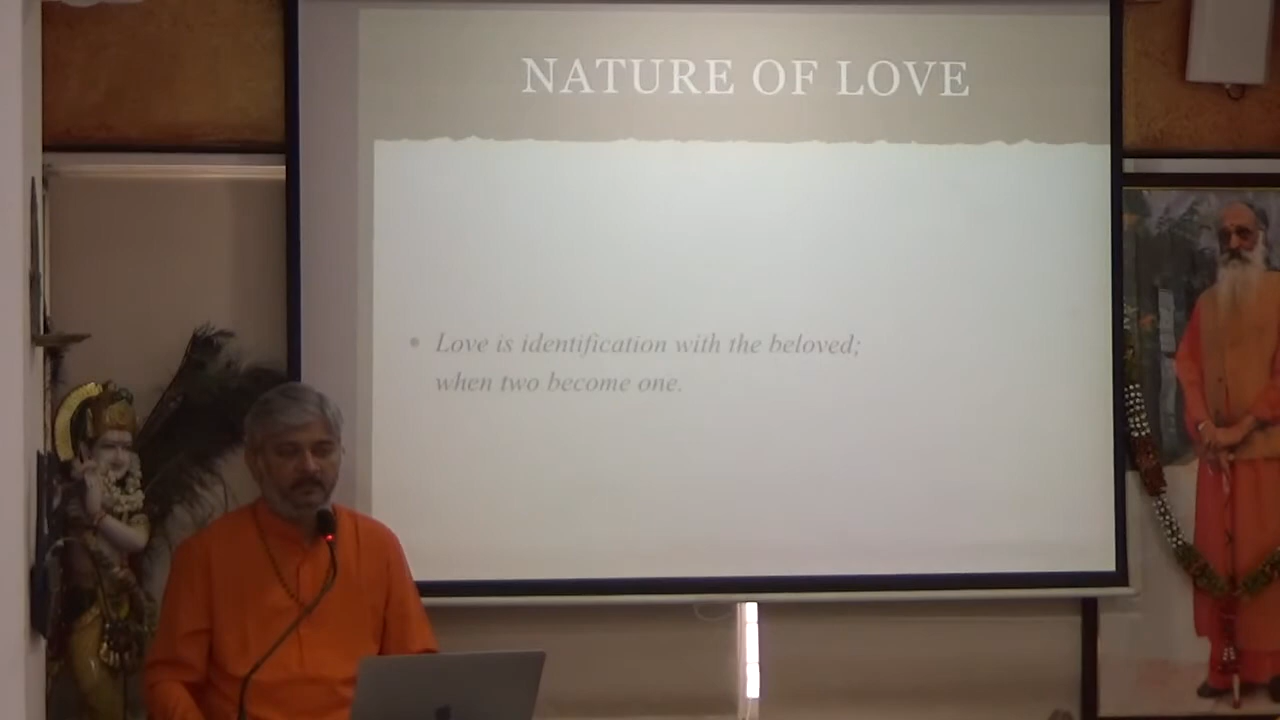 NATURE OF LOVE
• Love is identification with the beloved;
when two become one.